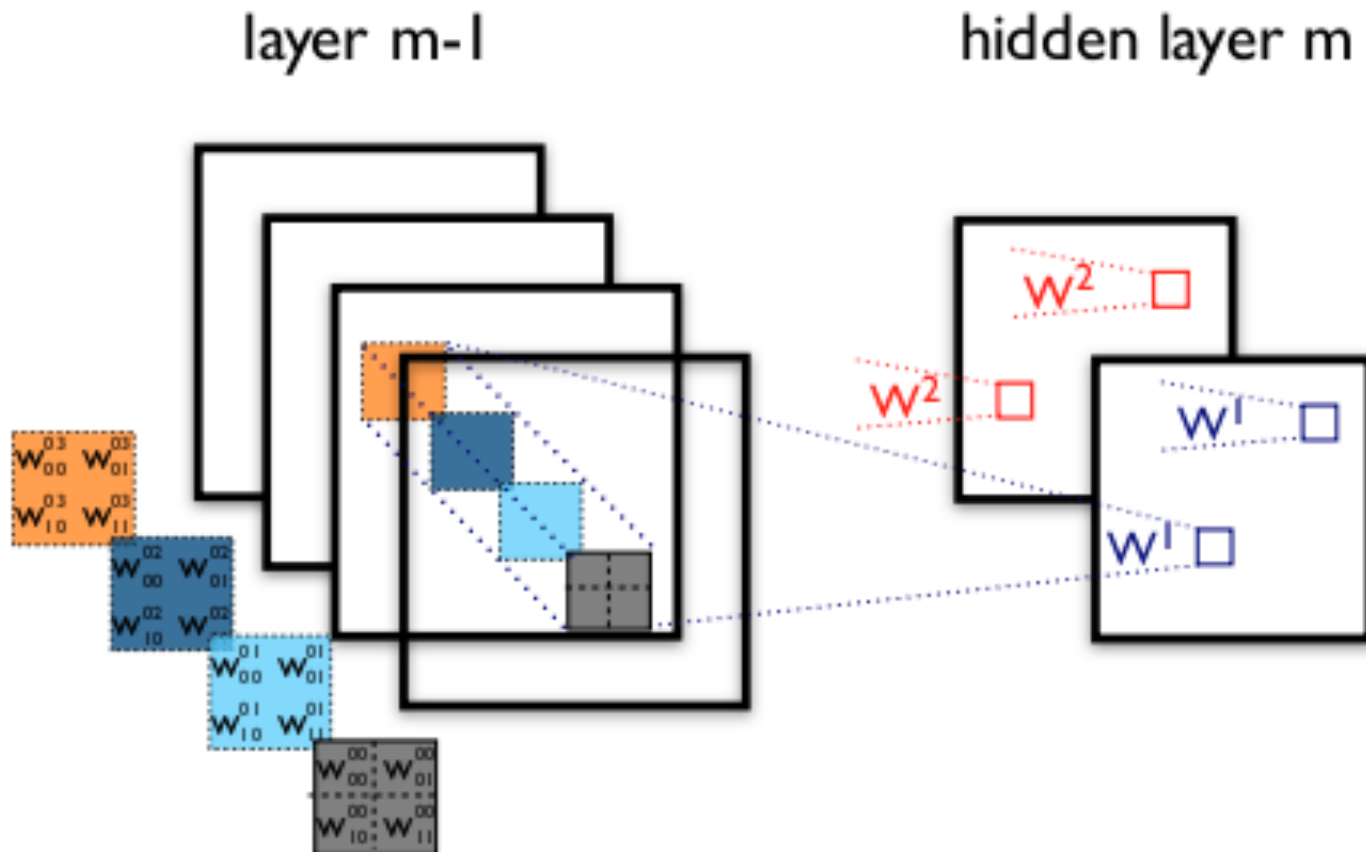 layer m-1 hidden layer m
W²
W² W¹
W¹
W⁰³₀₀ W⁰³₀₁
W⁰³₁₀ W⁰³₁₁
W⁰²₀₀ W⁰²₀₁
W⁰²₁₀ W⁰²₁₁
W⁰¹₀₀ W⁰¹₀₁
W⁰¹₁₀ W⁰¹₁₁
W⁰⁰₀₀ W⁰⁰₀₁
W⁰⁰₁₀ W⁰⁰₁₁